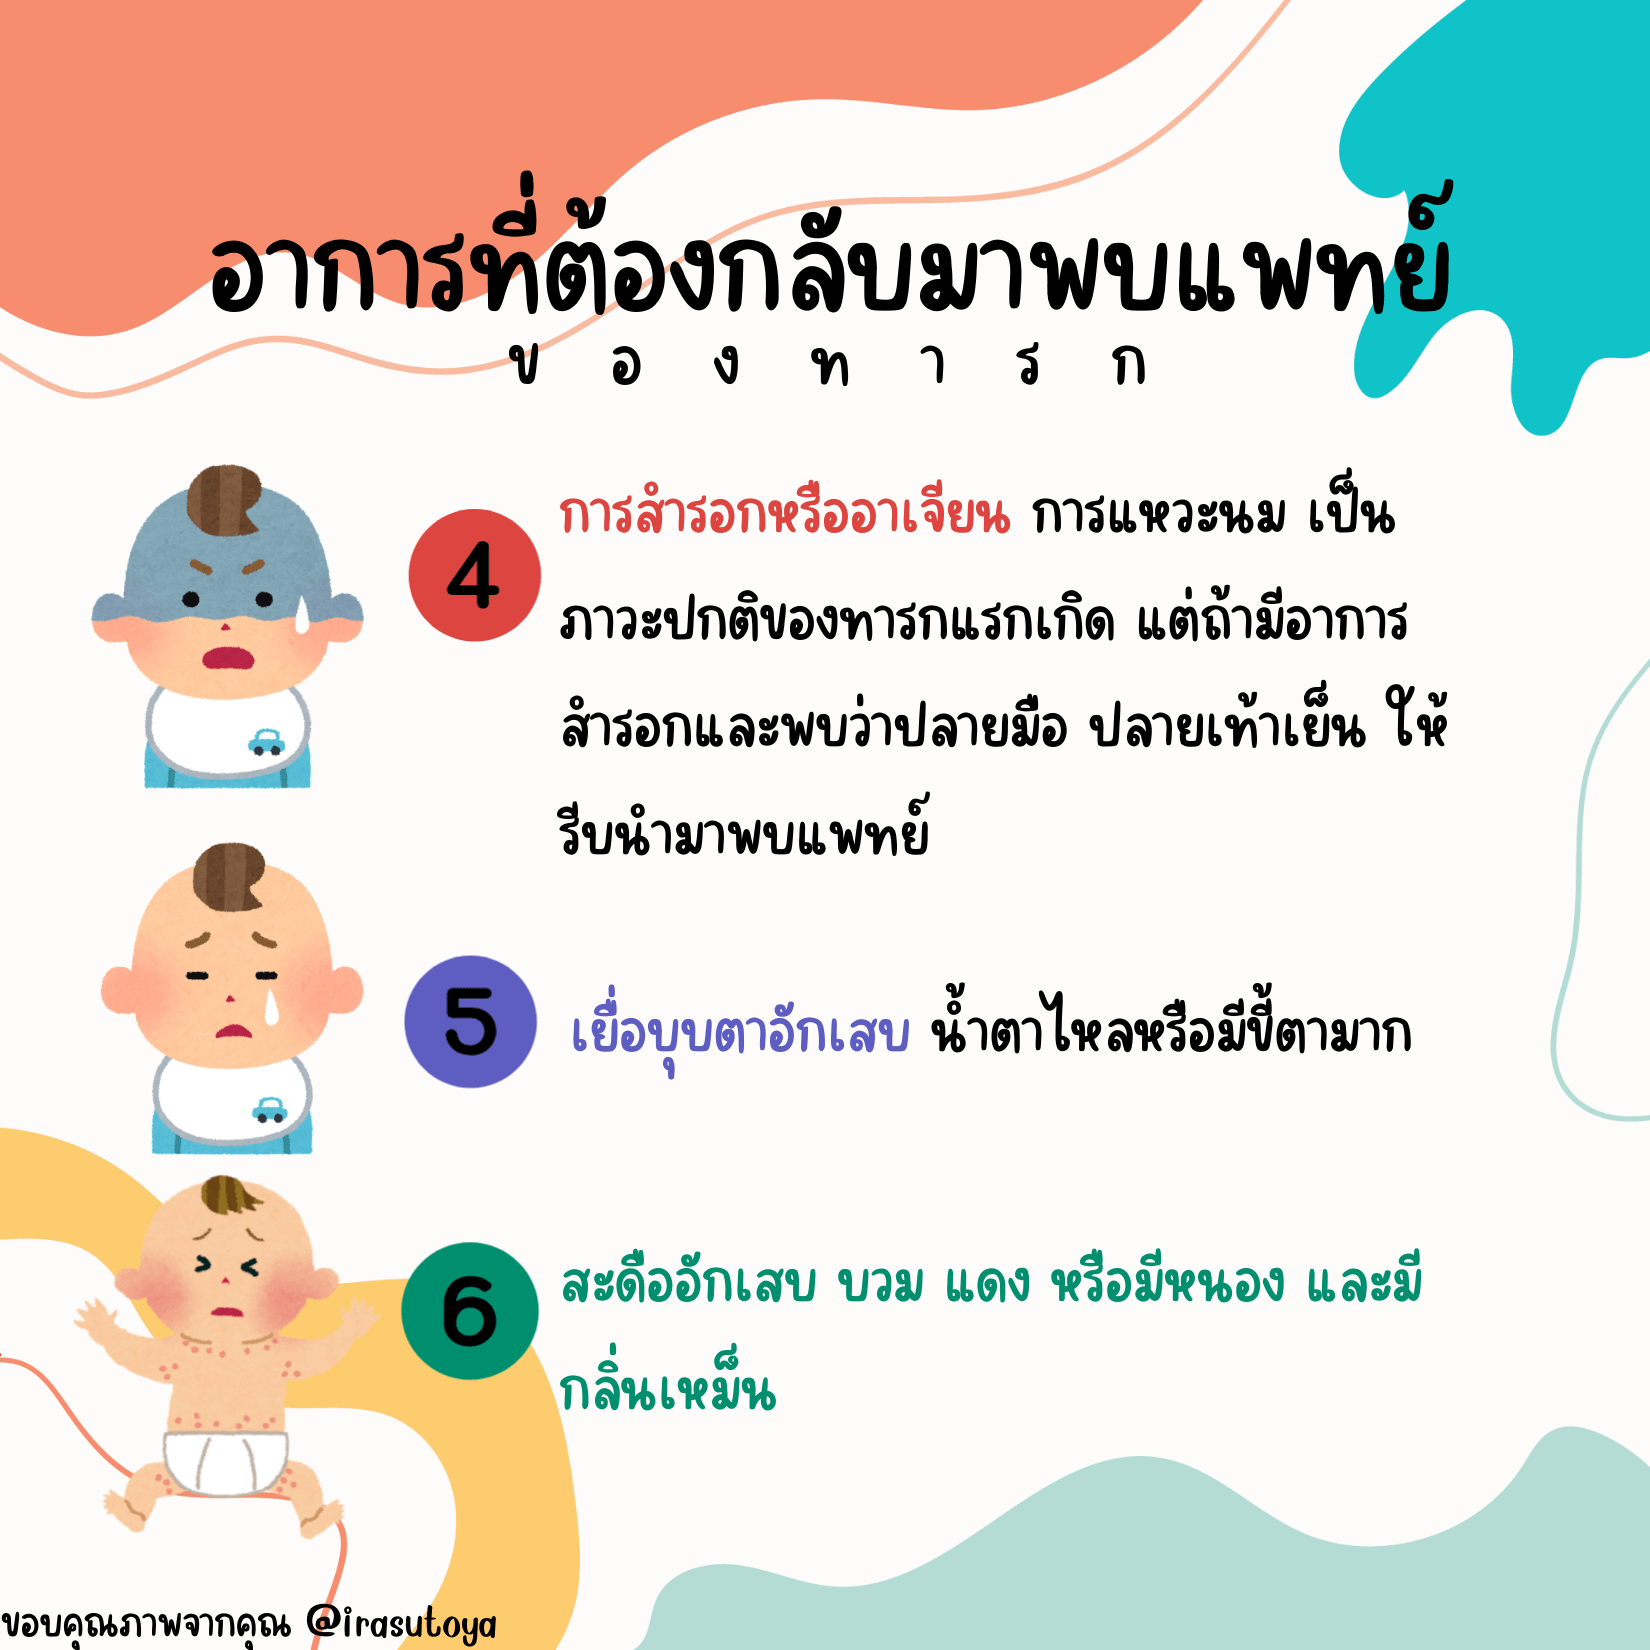 อาการที่ต้องกลับมาพบแพทย์
ของทารก
4
การสำรอกหรืออาเจียน การแหวะนม เป็น
ภาวะปกติของทารกแรกเกิด แต่ถ้ามีอาการ
สำรอกและพบว่าปลายมือ ปลายเท้าเย็น ให้
รีบนำมาพบแพทย์
5
เยื่อบุบตาอักเสบ น้ำตาไหลหรือมีขี้ตามาก
6
สะดืออักเสบ บวม แดง หรือมีหนอง และมี
กลิ่นเหม็น
ขอบคุณภาพจากคุณ @irasutoya